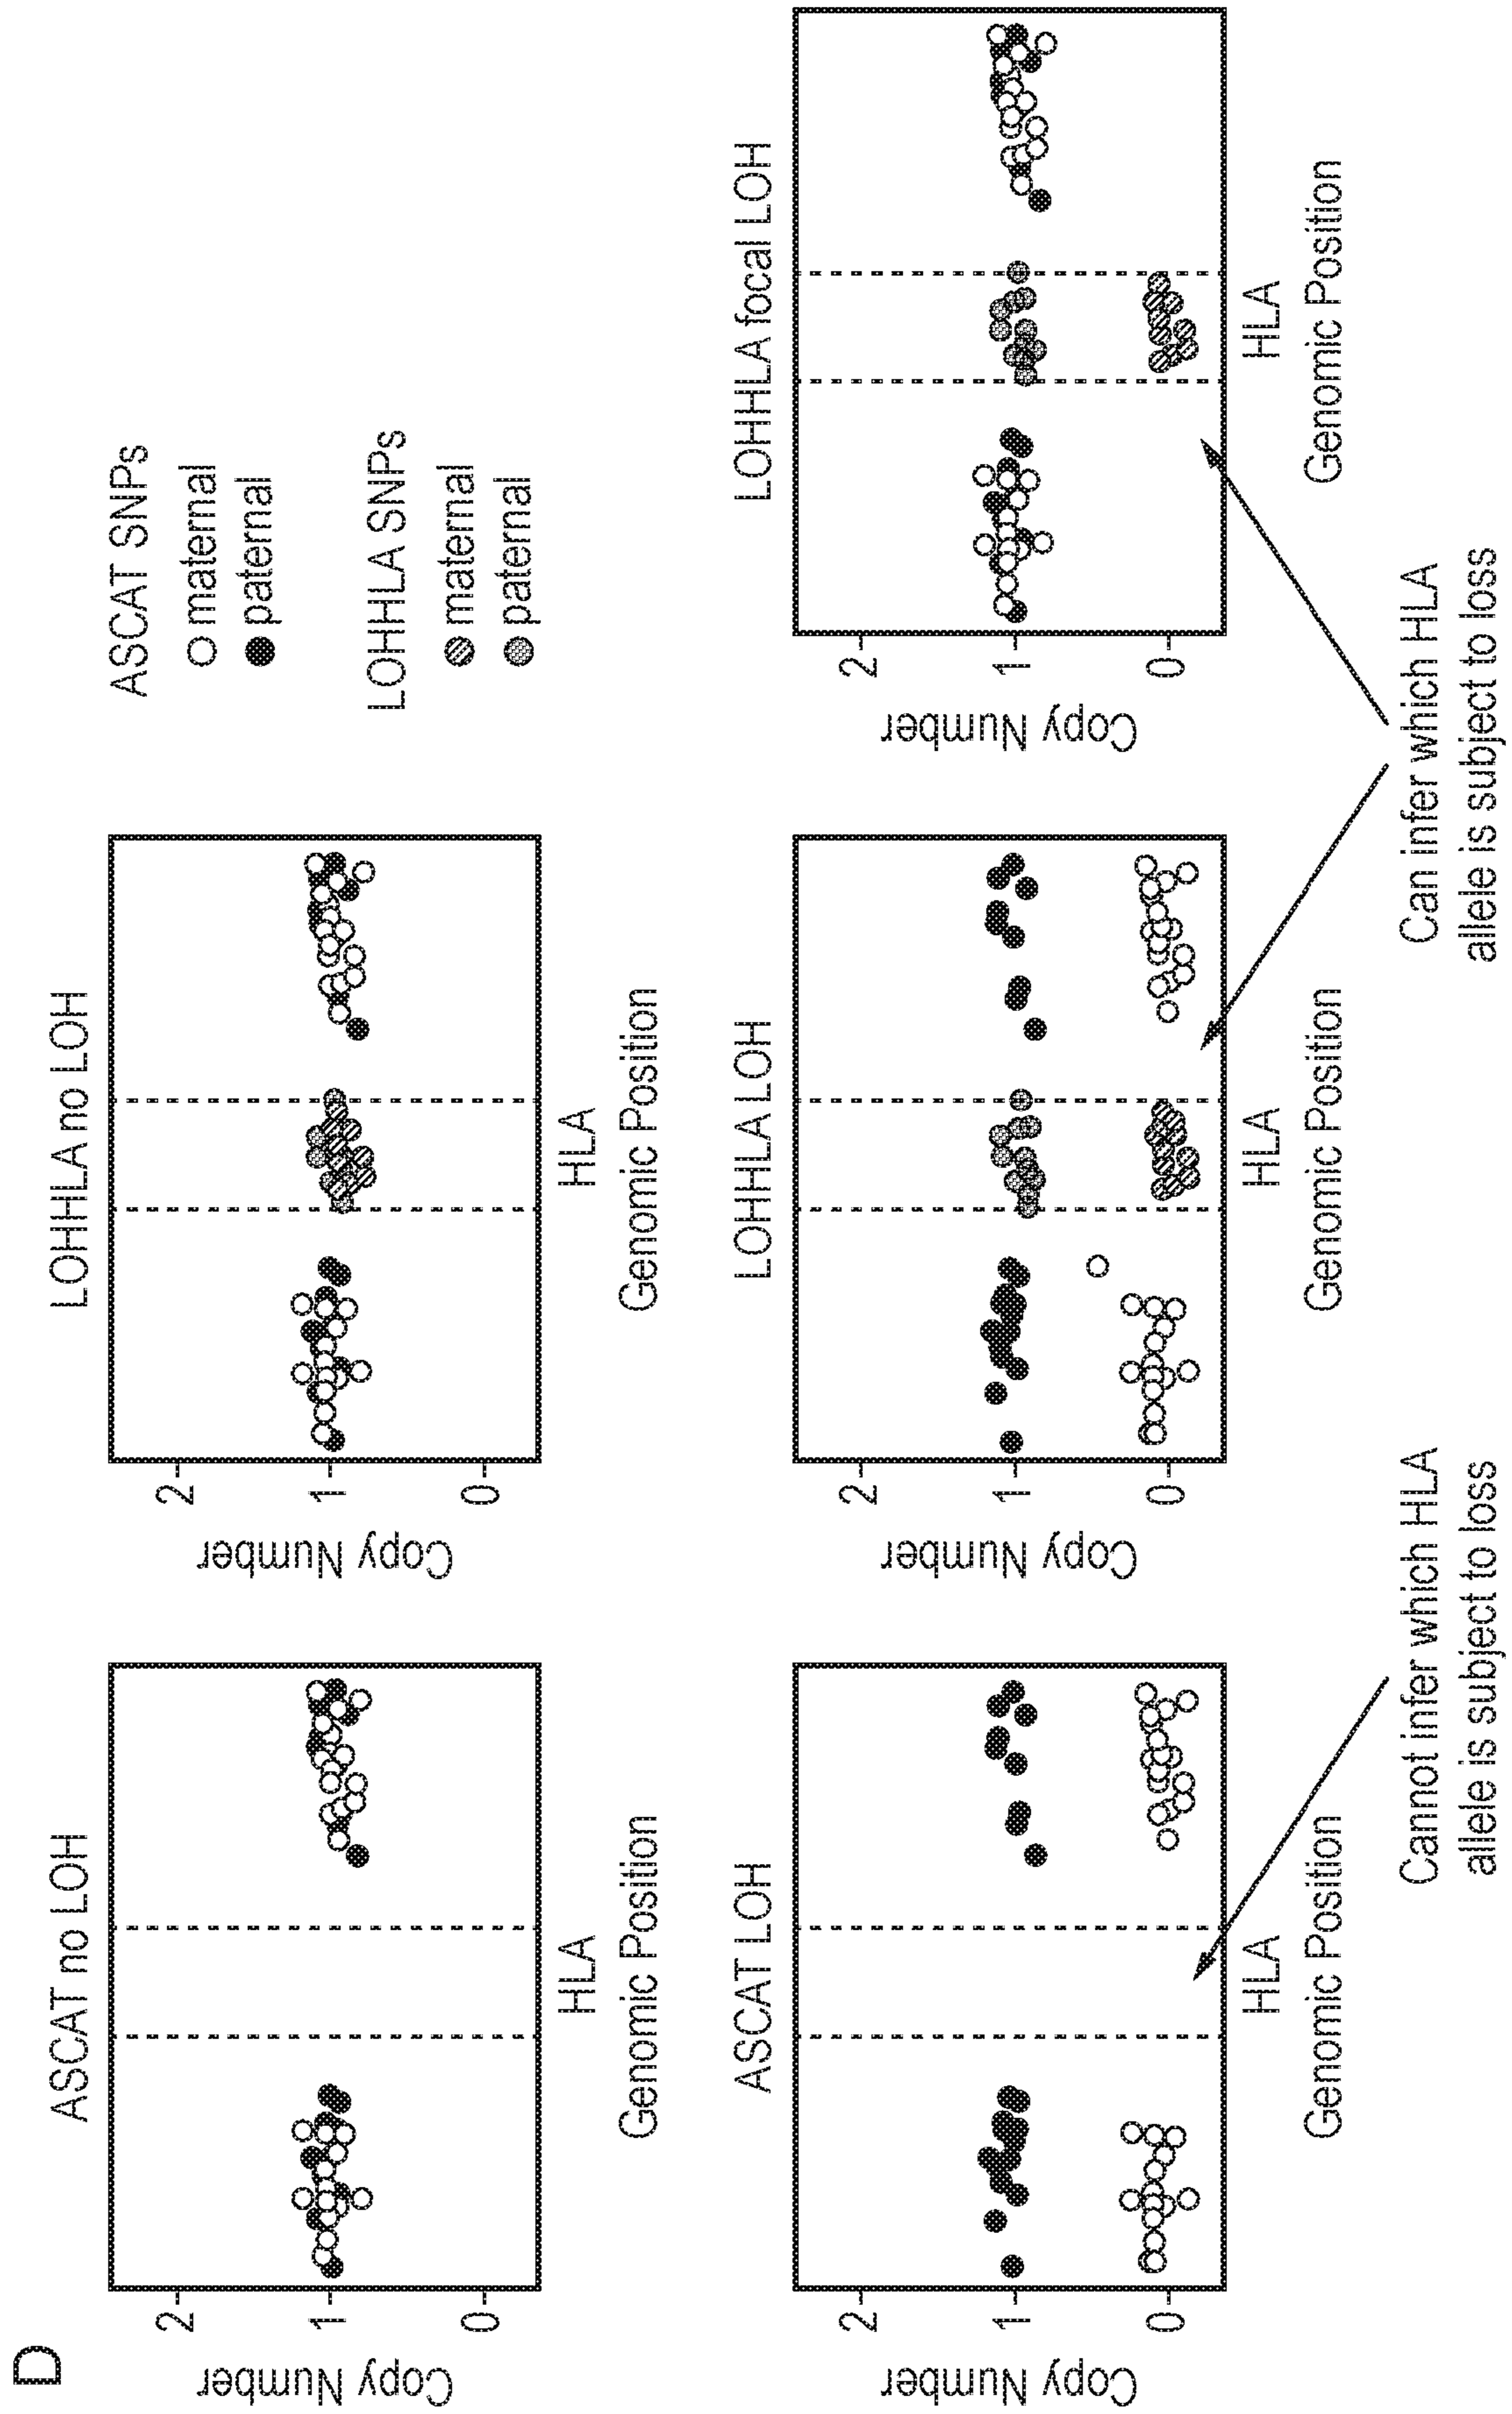 D
ASCAT no LOH
Copy Number
2
1
0
HLA
Genomic Position
LOHHLA no LOH
Copy Number
2
1
0
HLA
Genomic Position
ASCAT SNPs
maternal
paternal
LOHHLA SNPs
maternal
paternal
ASCAT LOH
Copy Number
2
1
0
HLA
Genomic Position
LOHHLA LOH
Copy Number
2
1
0
HLA
Genomic Position
LOHHLA focal LOH
Copy Number
2
1
0
HLA
Genomic Position
Cannot infer which HLA
allele is subject to loss
Can infer which HLA
allele is subject to loss